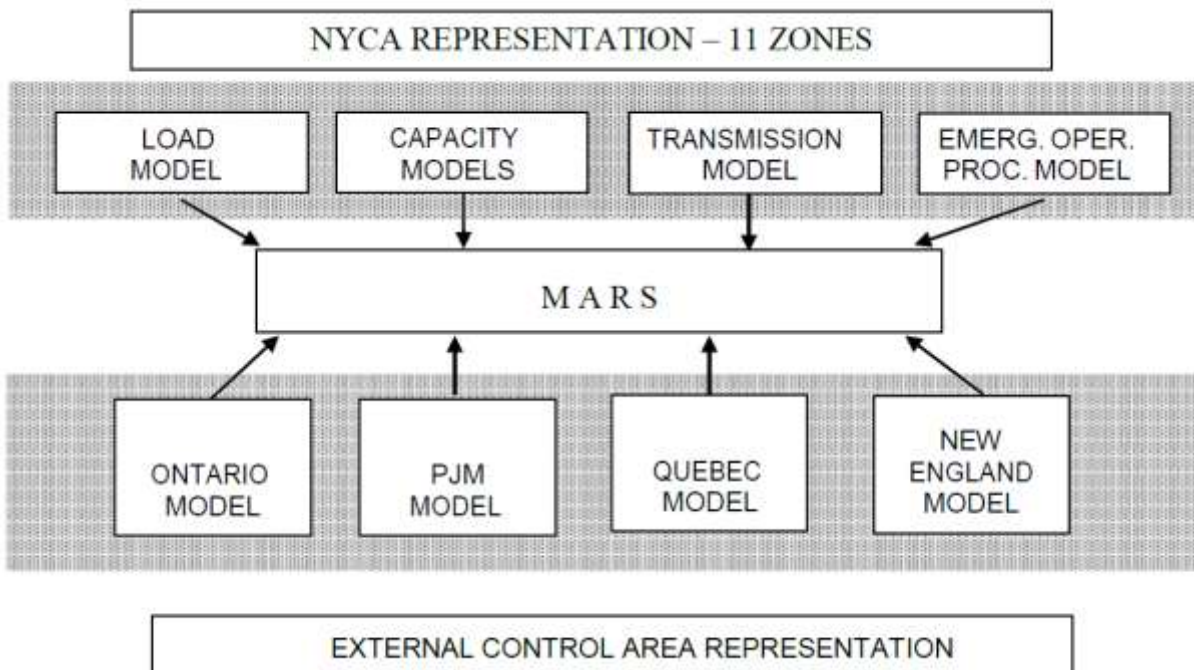 NYCA REPRESENTATION – 11 ZONES
LOAD
MODEL
CAPACITY
MODELS
TRANSMISSION
MODEL
EMERG. OPER.
PROC. MODEL
M A R S
ONTARIO
MODEL
PJM
MODEL
QUEBEC
MODEL
NEW
ENGLAND
MODEL
EXTERNAL CONTROL AREA REPRESENTATION